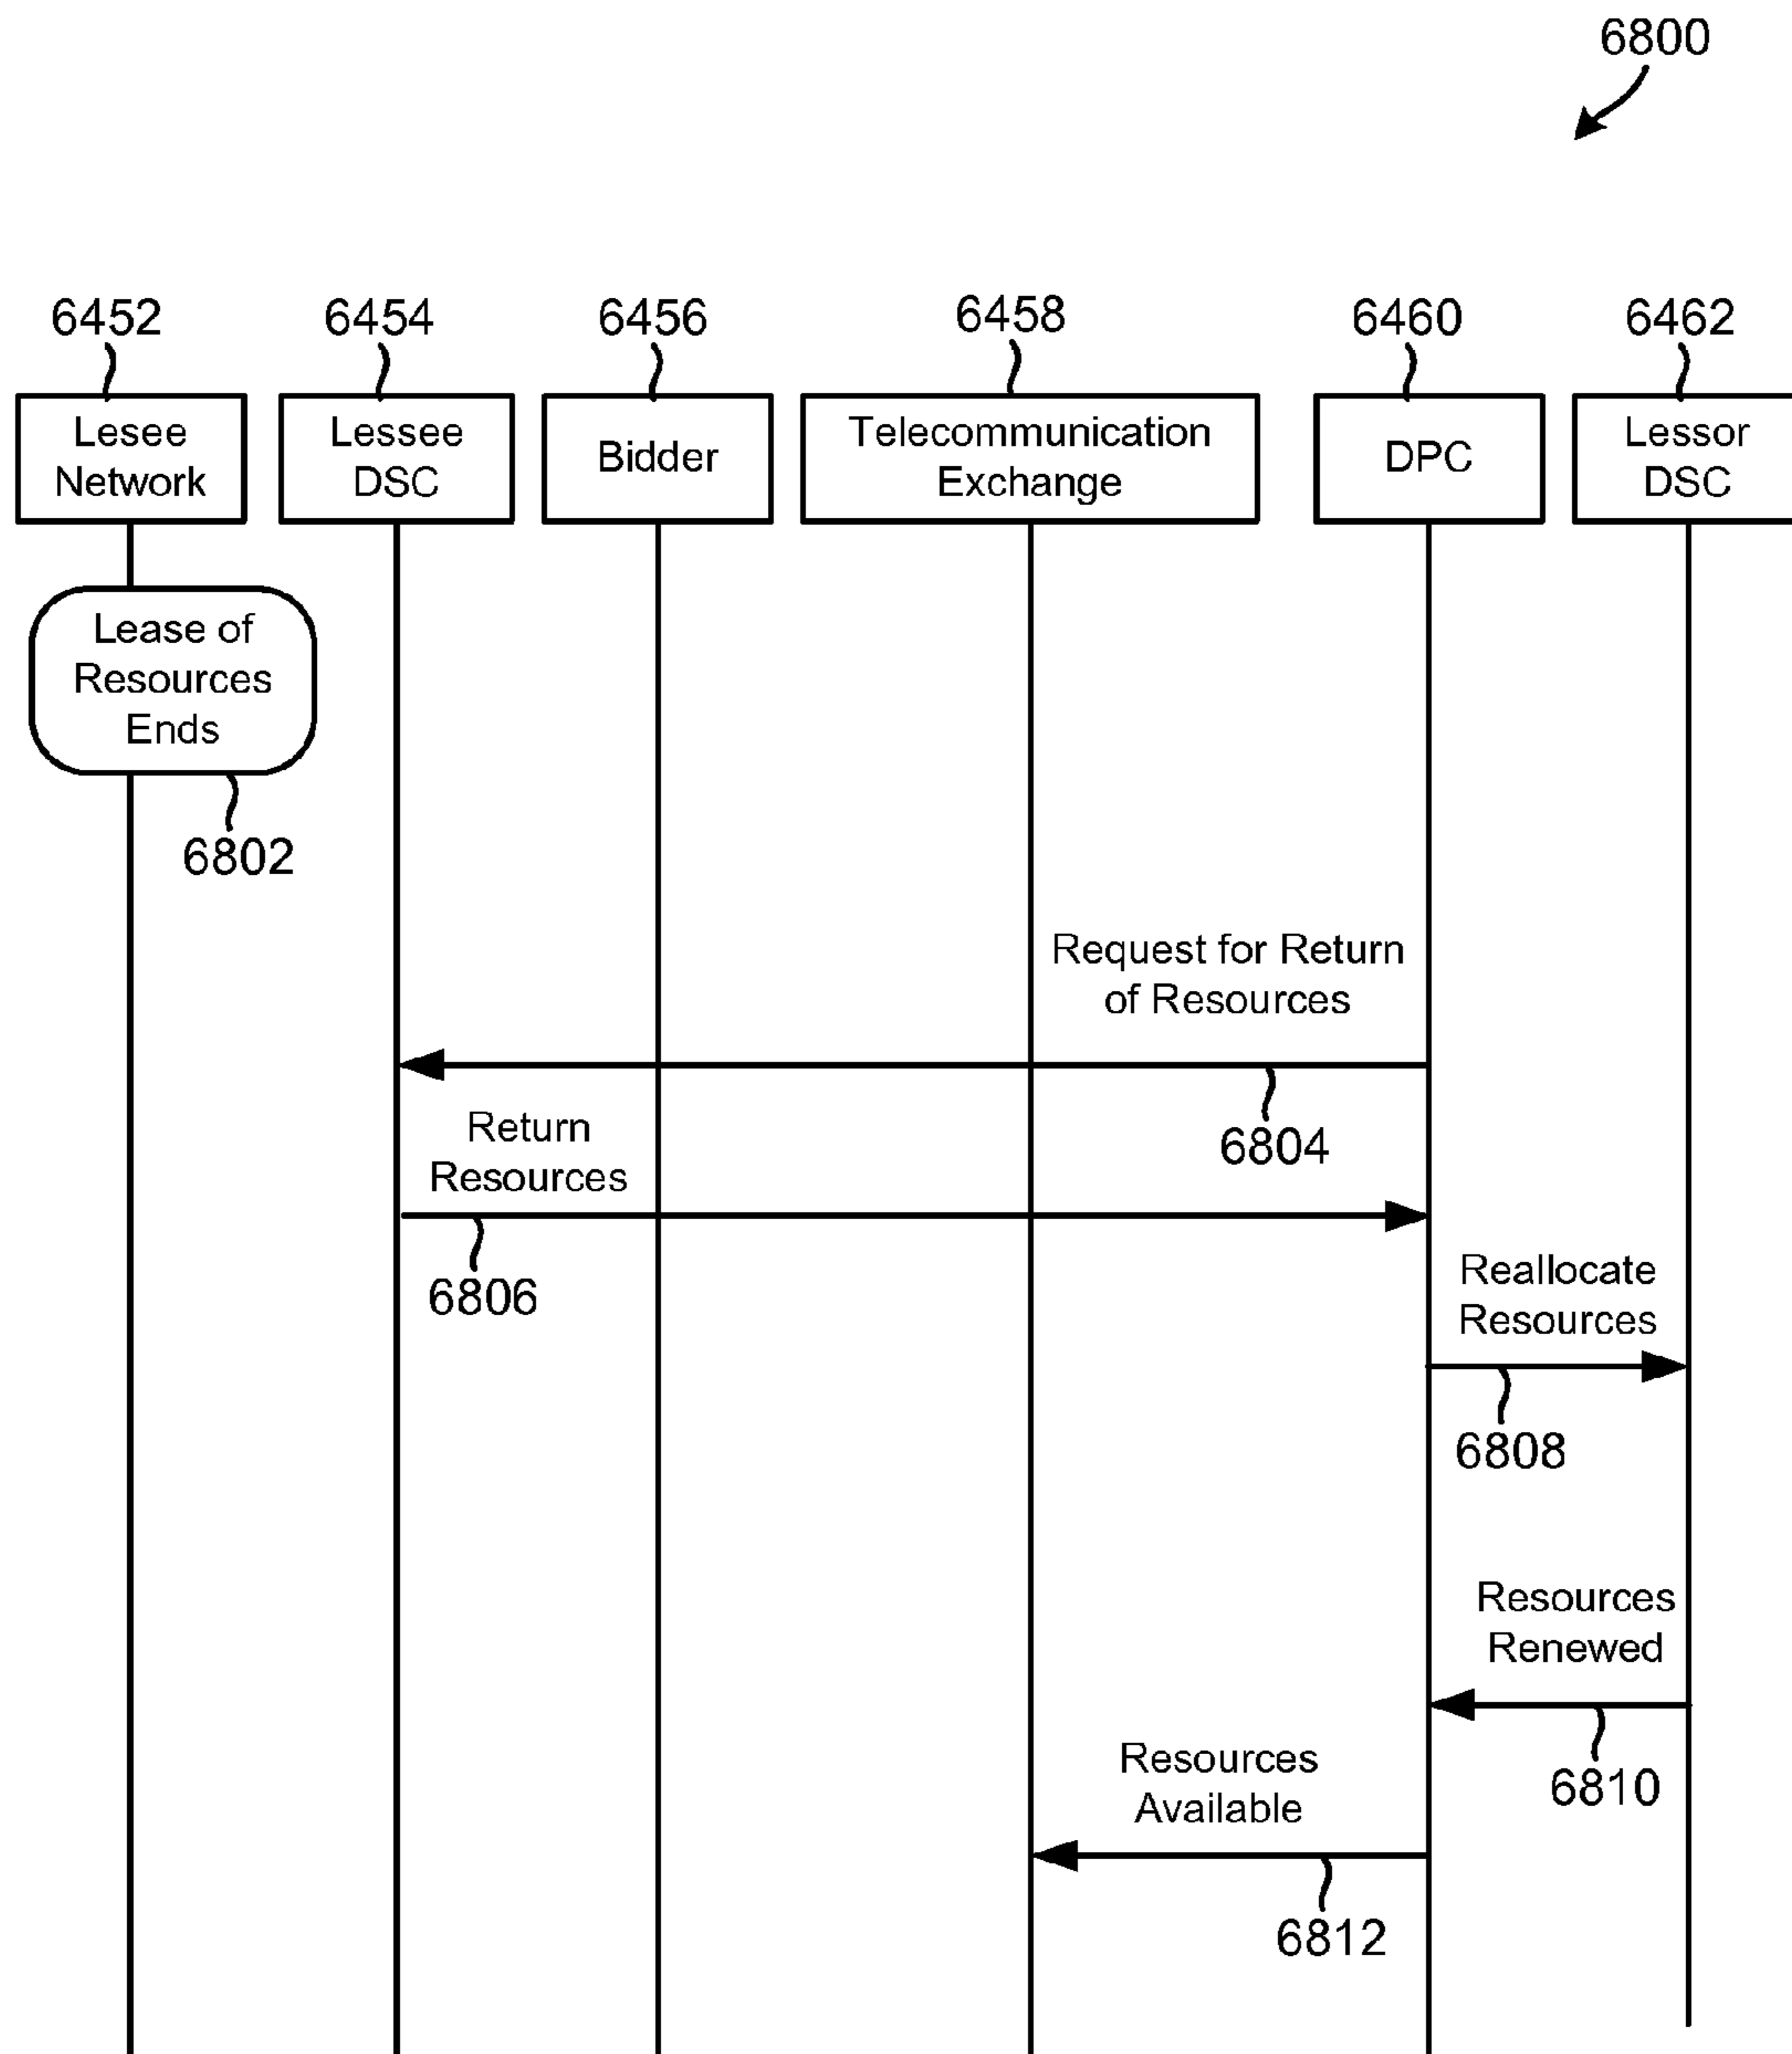 6800
6452
6454
6456
6458
6460
6462
Lesee
Network
Lessee
DSC
Bidder
Telecommunication
Exchange
DPC
Lessor
DSC
Lease of
Resources
Ends
6802
Request for Return
of Resources
6804
Return
Resources
6806
Reallocate
Resources
6808
Resources
Renewed
6810
Resources
Available
6812